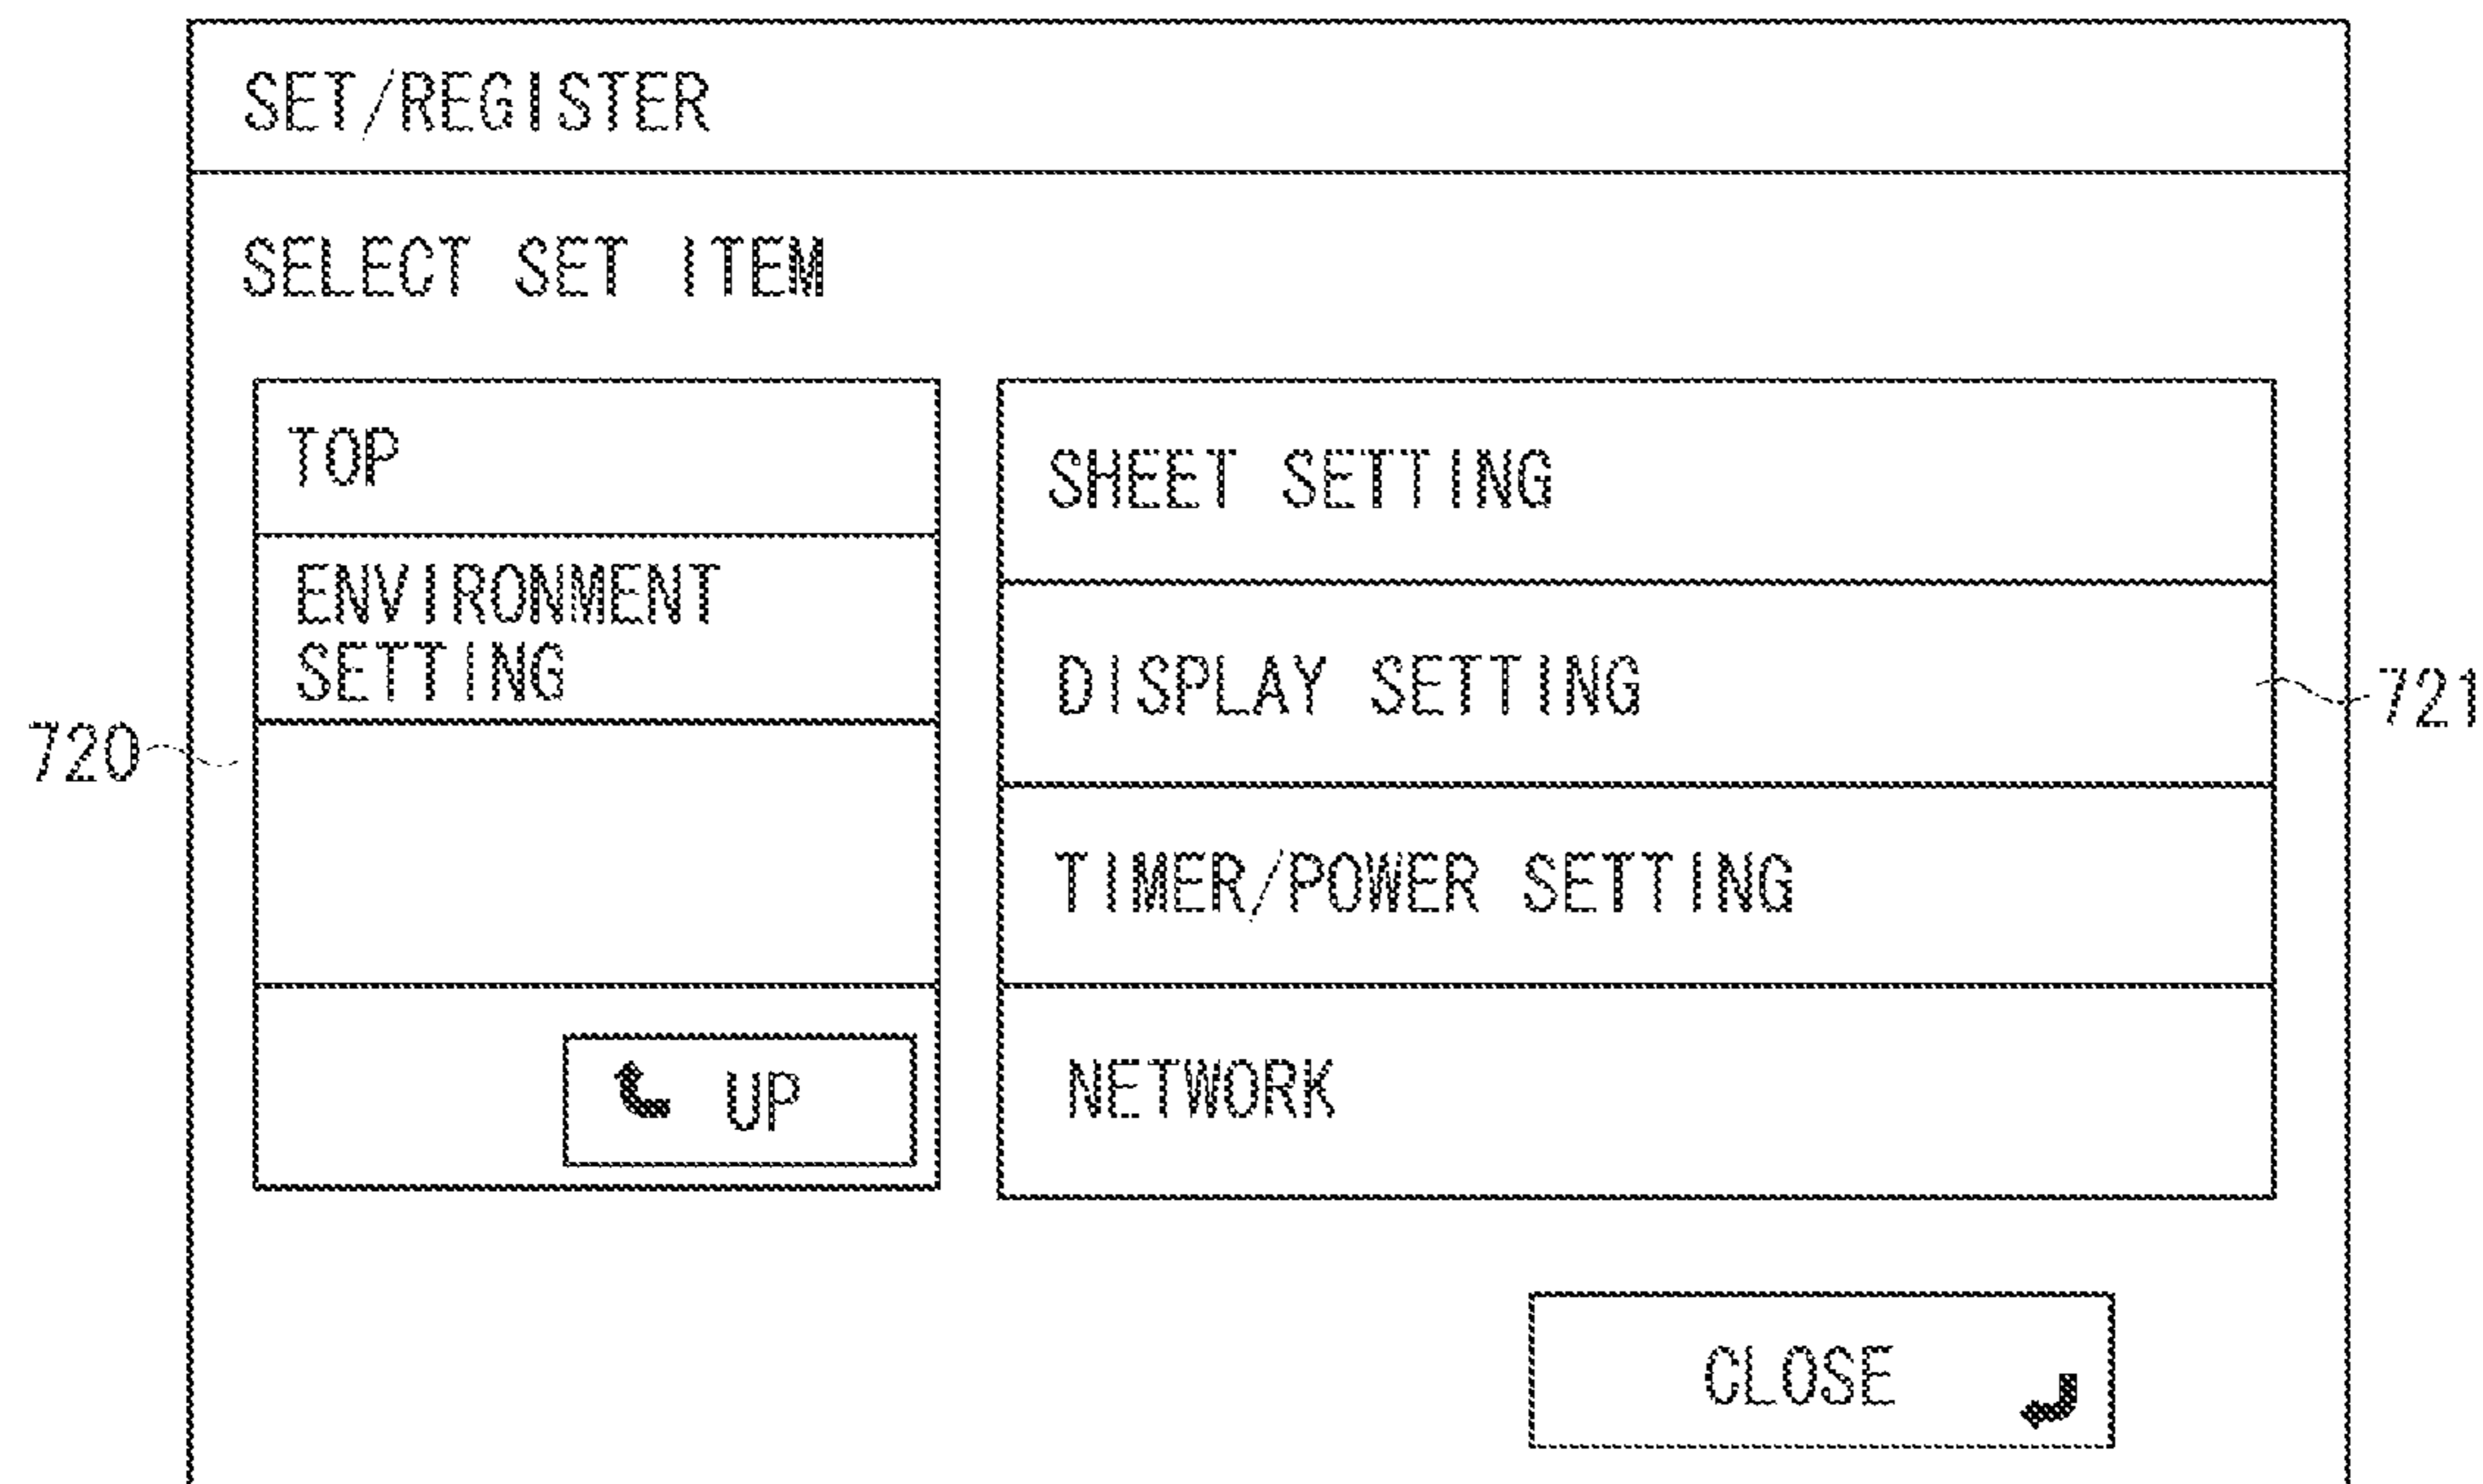 SET/REGISTER
SELECT SET ITEM
TOP
ENVIRONMENT
SETTING
720
UP
SHEET SETTING
DISPLAY SETTING
721
TIMER/POWER SETTING
NETWORK
CLOSE